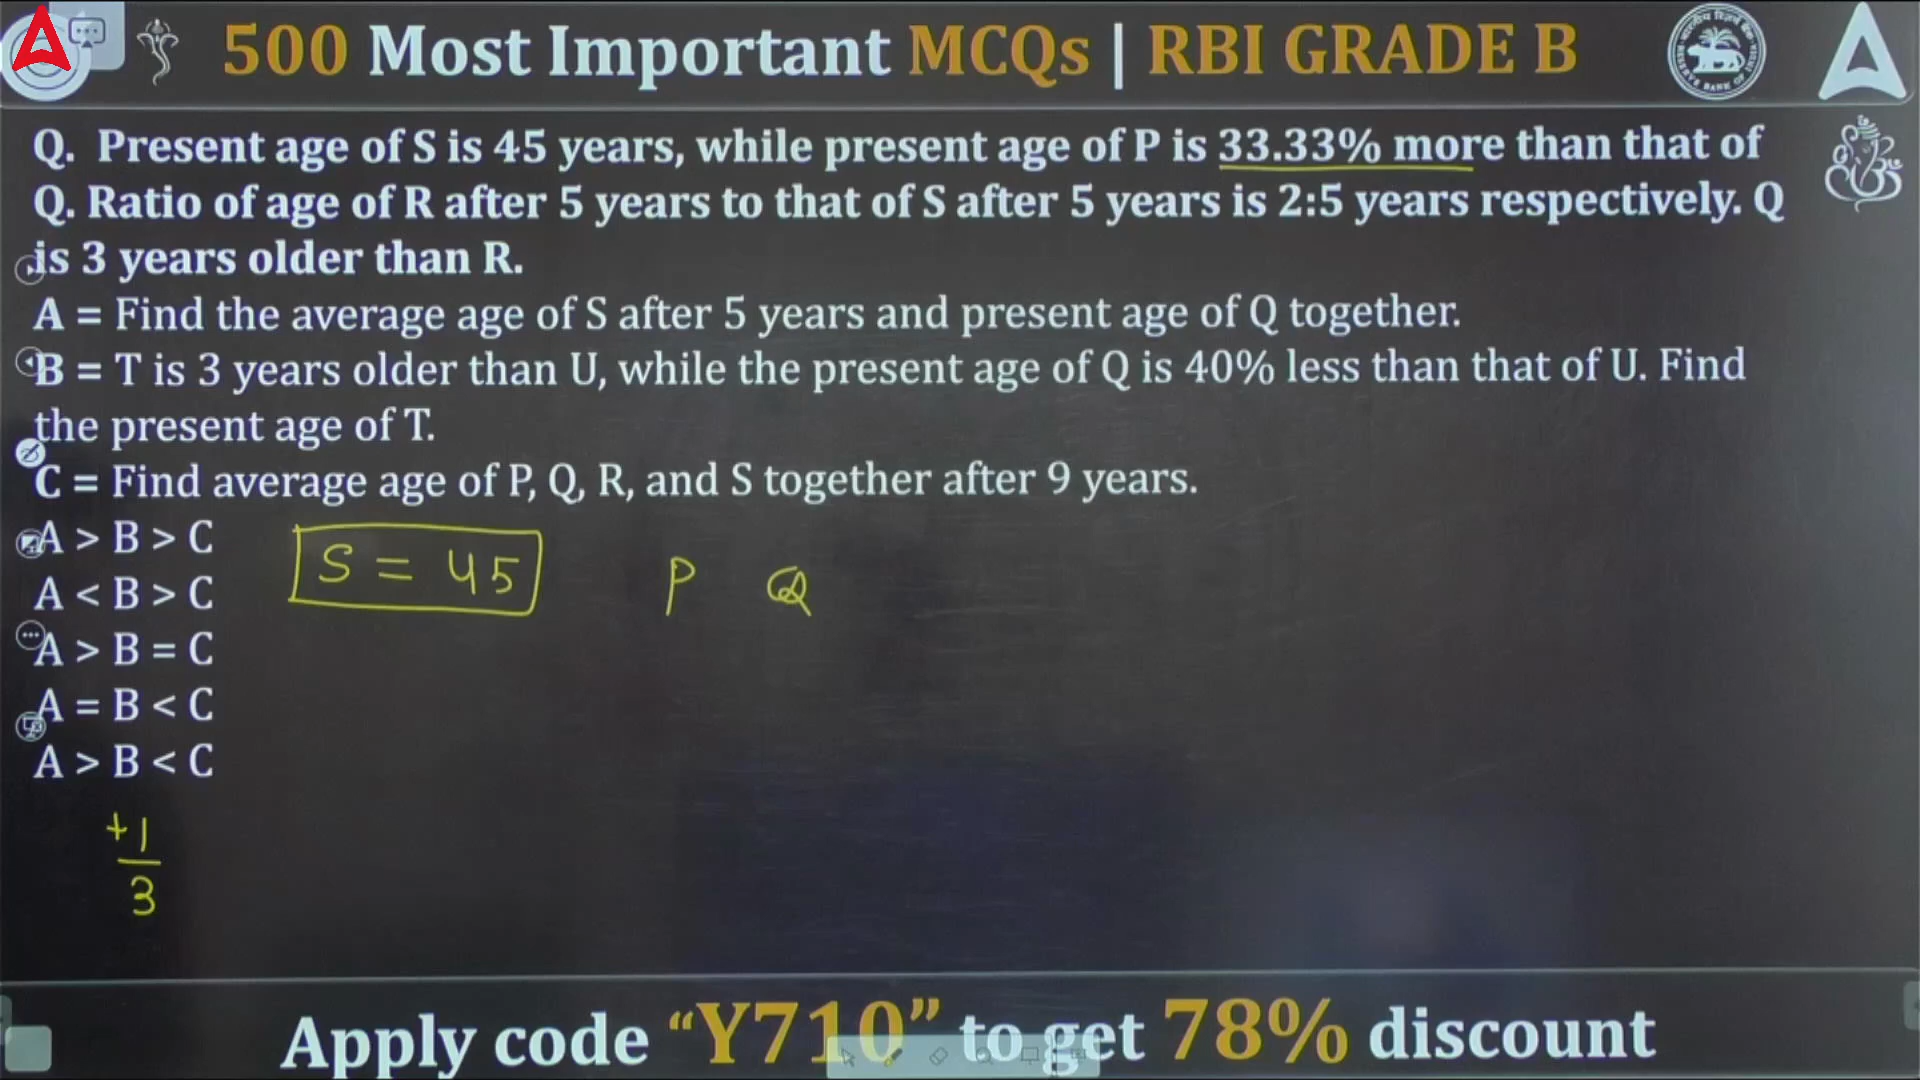 500 Most Important MCQs | RBI GRADE B
Q. Present age of S is 45 years, while present age of P is 33.33% more than that of
Q. Ratio of age of R after 5 years to that of S after 5 years is 2:5 years respectively. Q
is 3 years older than R.
A = Find the average age of S after 5 years and present age of Q together.
B = T is 3 years older than U, while the present age of Q is 40% less than that of U. Find
the present age of T.
C = Find average age of P, Q, R, and S together after 9 years.
A > B > C
A < B > C
A > B = C
A = B < C
A > B < C
S = 45
P Q
+1
3
Apply code “Y710” to get 78% discount